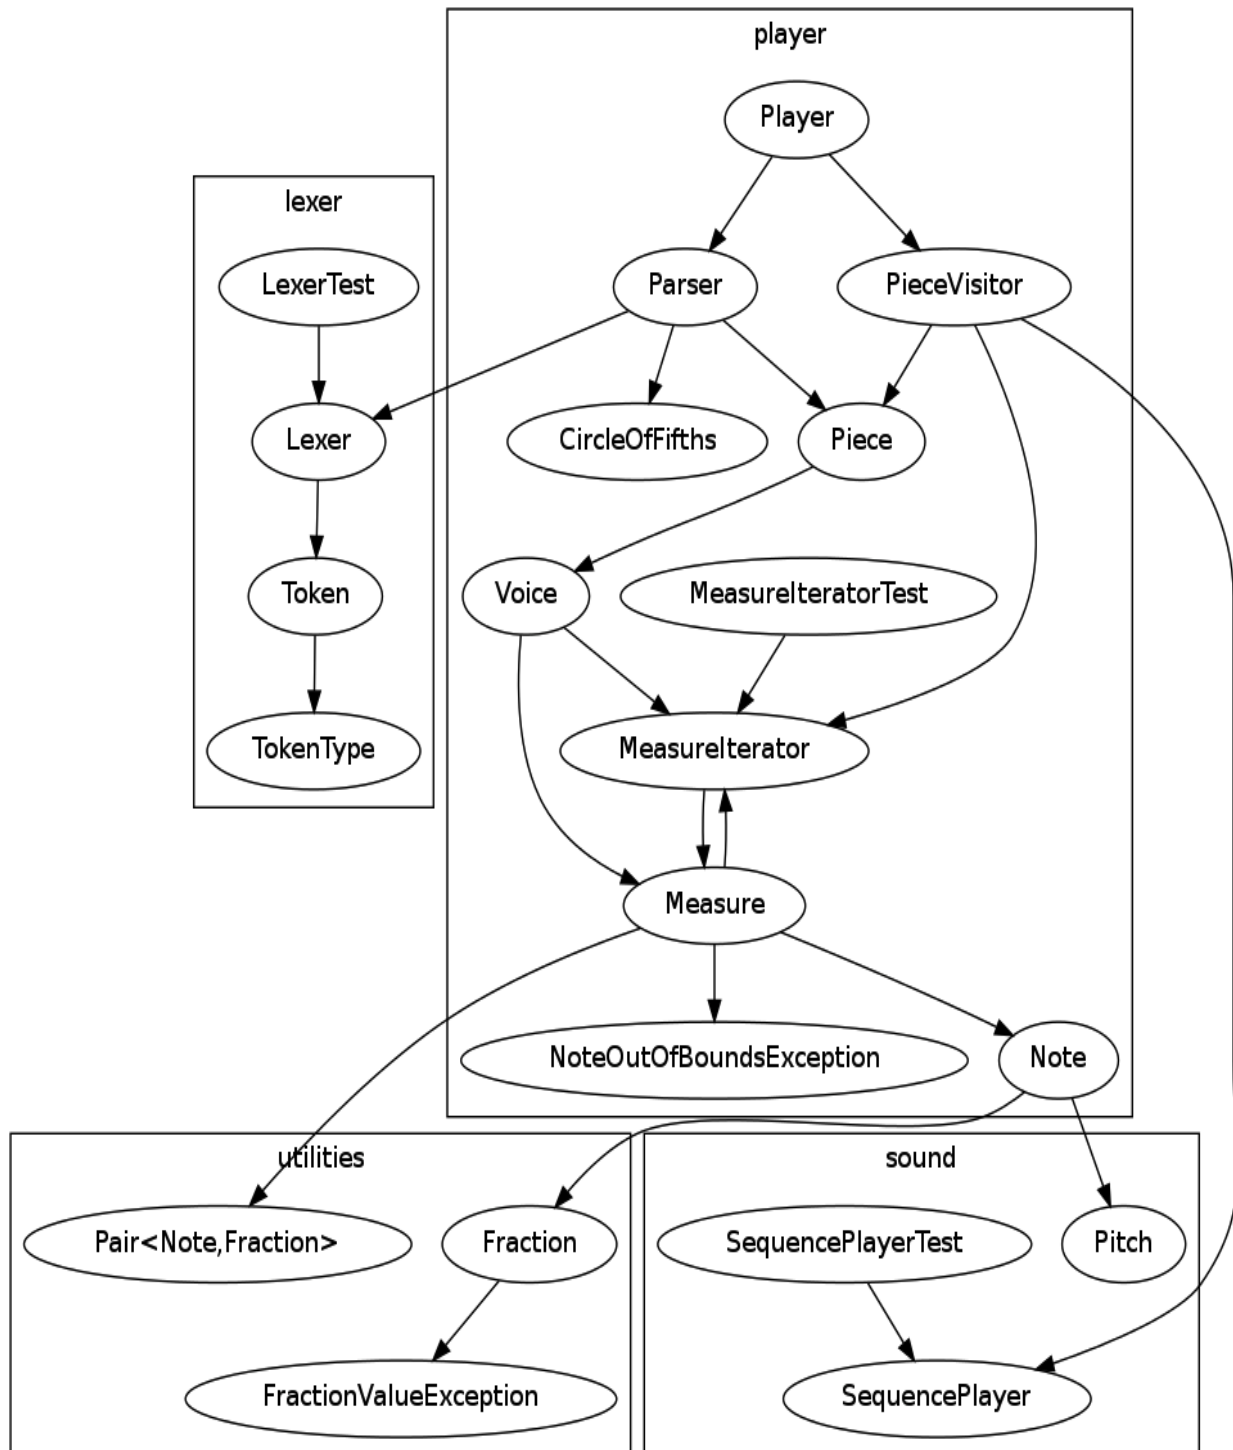 player
Player
lexer
LexerTest
Parser
PieceVisitor
Lexer
CircleOfFifths
Piece
Token
Voice
MeasureIteratorTest
TokenType
MeasureIterator
Measure
NoteOutOfBoundsException
Note
utilities
sound
Pair<Note,Fraction>
Fraction
SequencePlayerTest
Pitch
FractionValueException
SequencePlayer